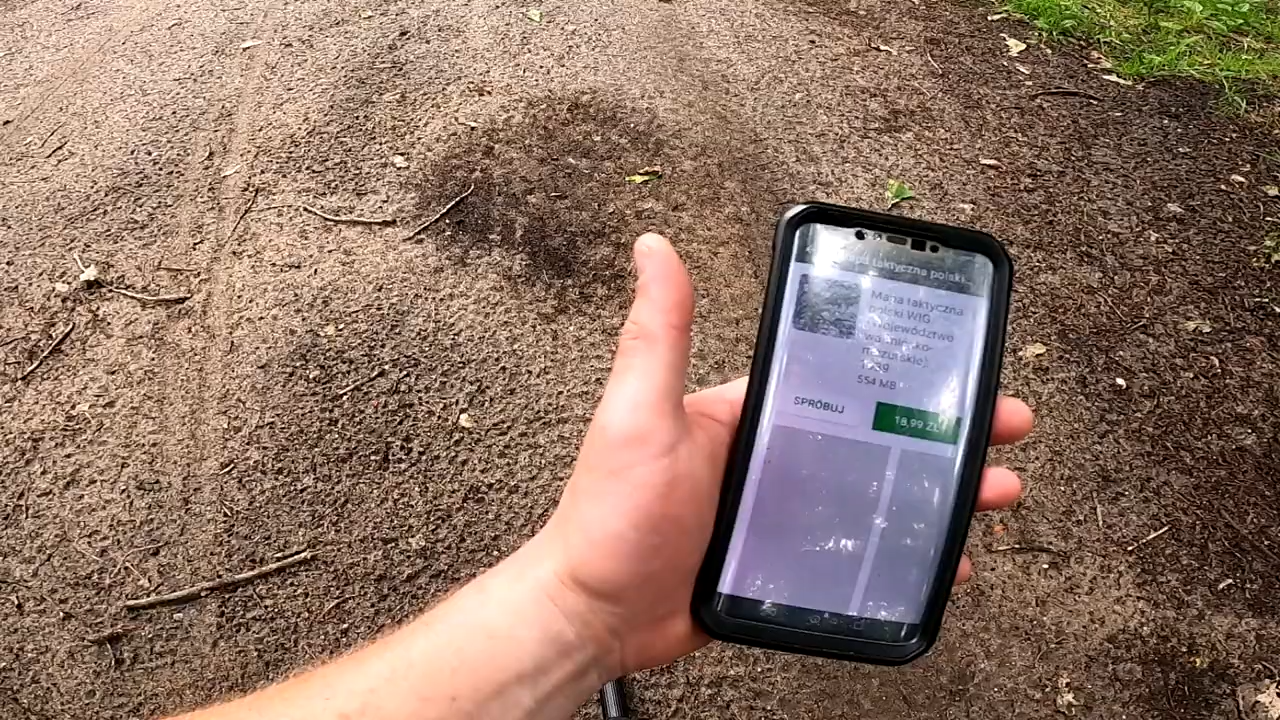 taktyczna polski...
Mapa taktyczna
polski WIG
(województwo
mazurskie):
554 MB
SPRÓBUJ
18,99 ZŁ